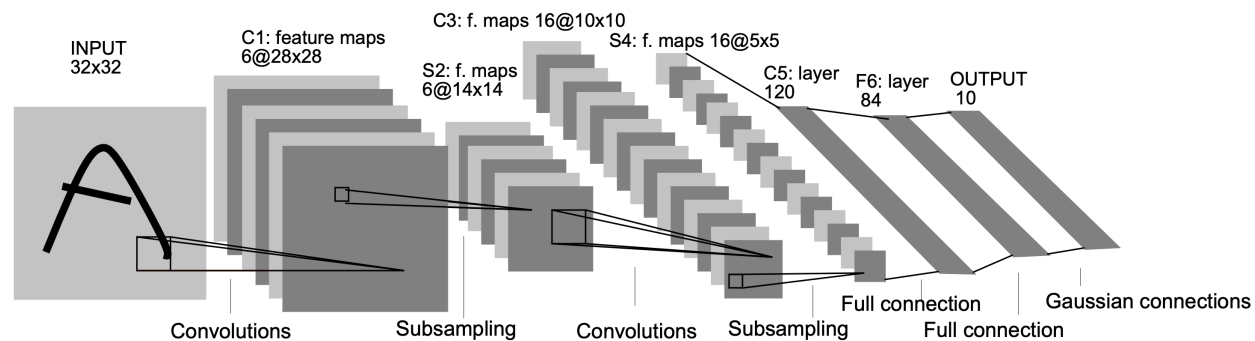 INPUT
32x32
C1: feature maps
6@28x28
S2: f. maps
6@14x14
C3: f. maps 16@10x10
S4: f. maps 16@5x5
C5: layer
120
F6: layer
84
OUTPUT
10
Convolutions
Subsampling
Convolutions
Subsampling
Full connection
Full connection
Gaussian connections